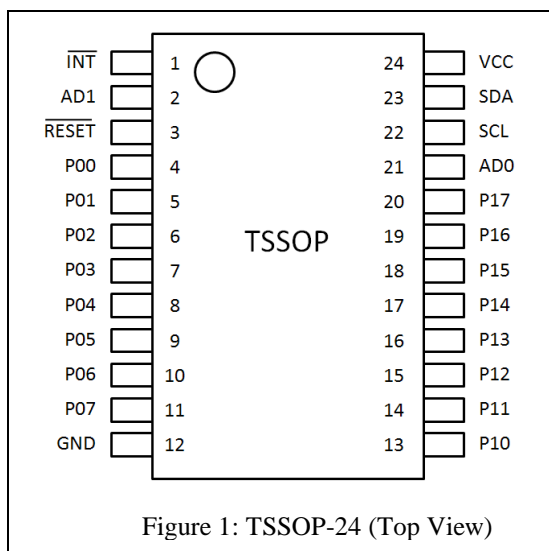 INT 1 24 VCC
AD1 2 23 SDA
RESET 3 22 SCL
P00 4 21 AD0
P01 5 20 P17
P02 6 19 P16
TSSOP
P03 7 18 P15
P04 8 17 P14
P05 9 16 P13
P06 10 15 P12
P07 11 14 P11
GND 12 13 P10
Figure 1: TSSOP-24 (Top View)